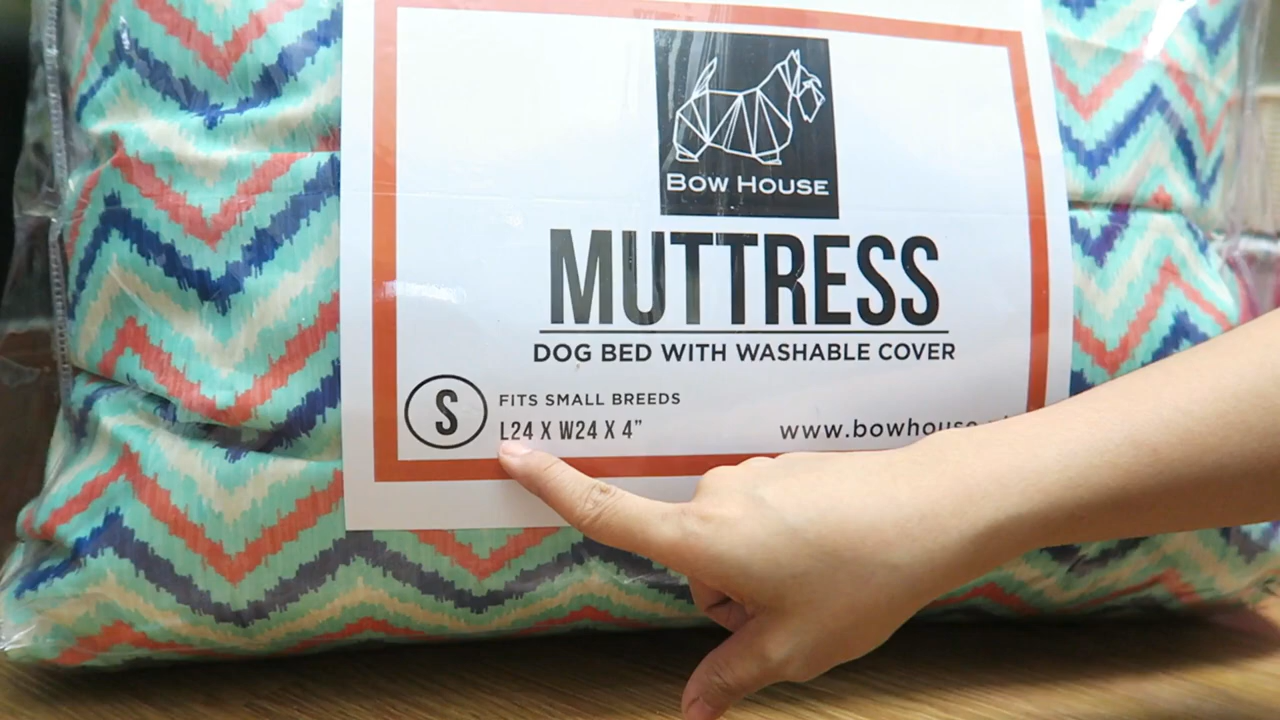 BOW HOUSE
MUTTRESS
DOG BED WITH WASHABLE COVER
S
FITS SMALL BREEDS
L24 X W24 X 4"